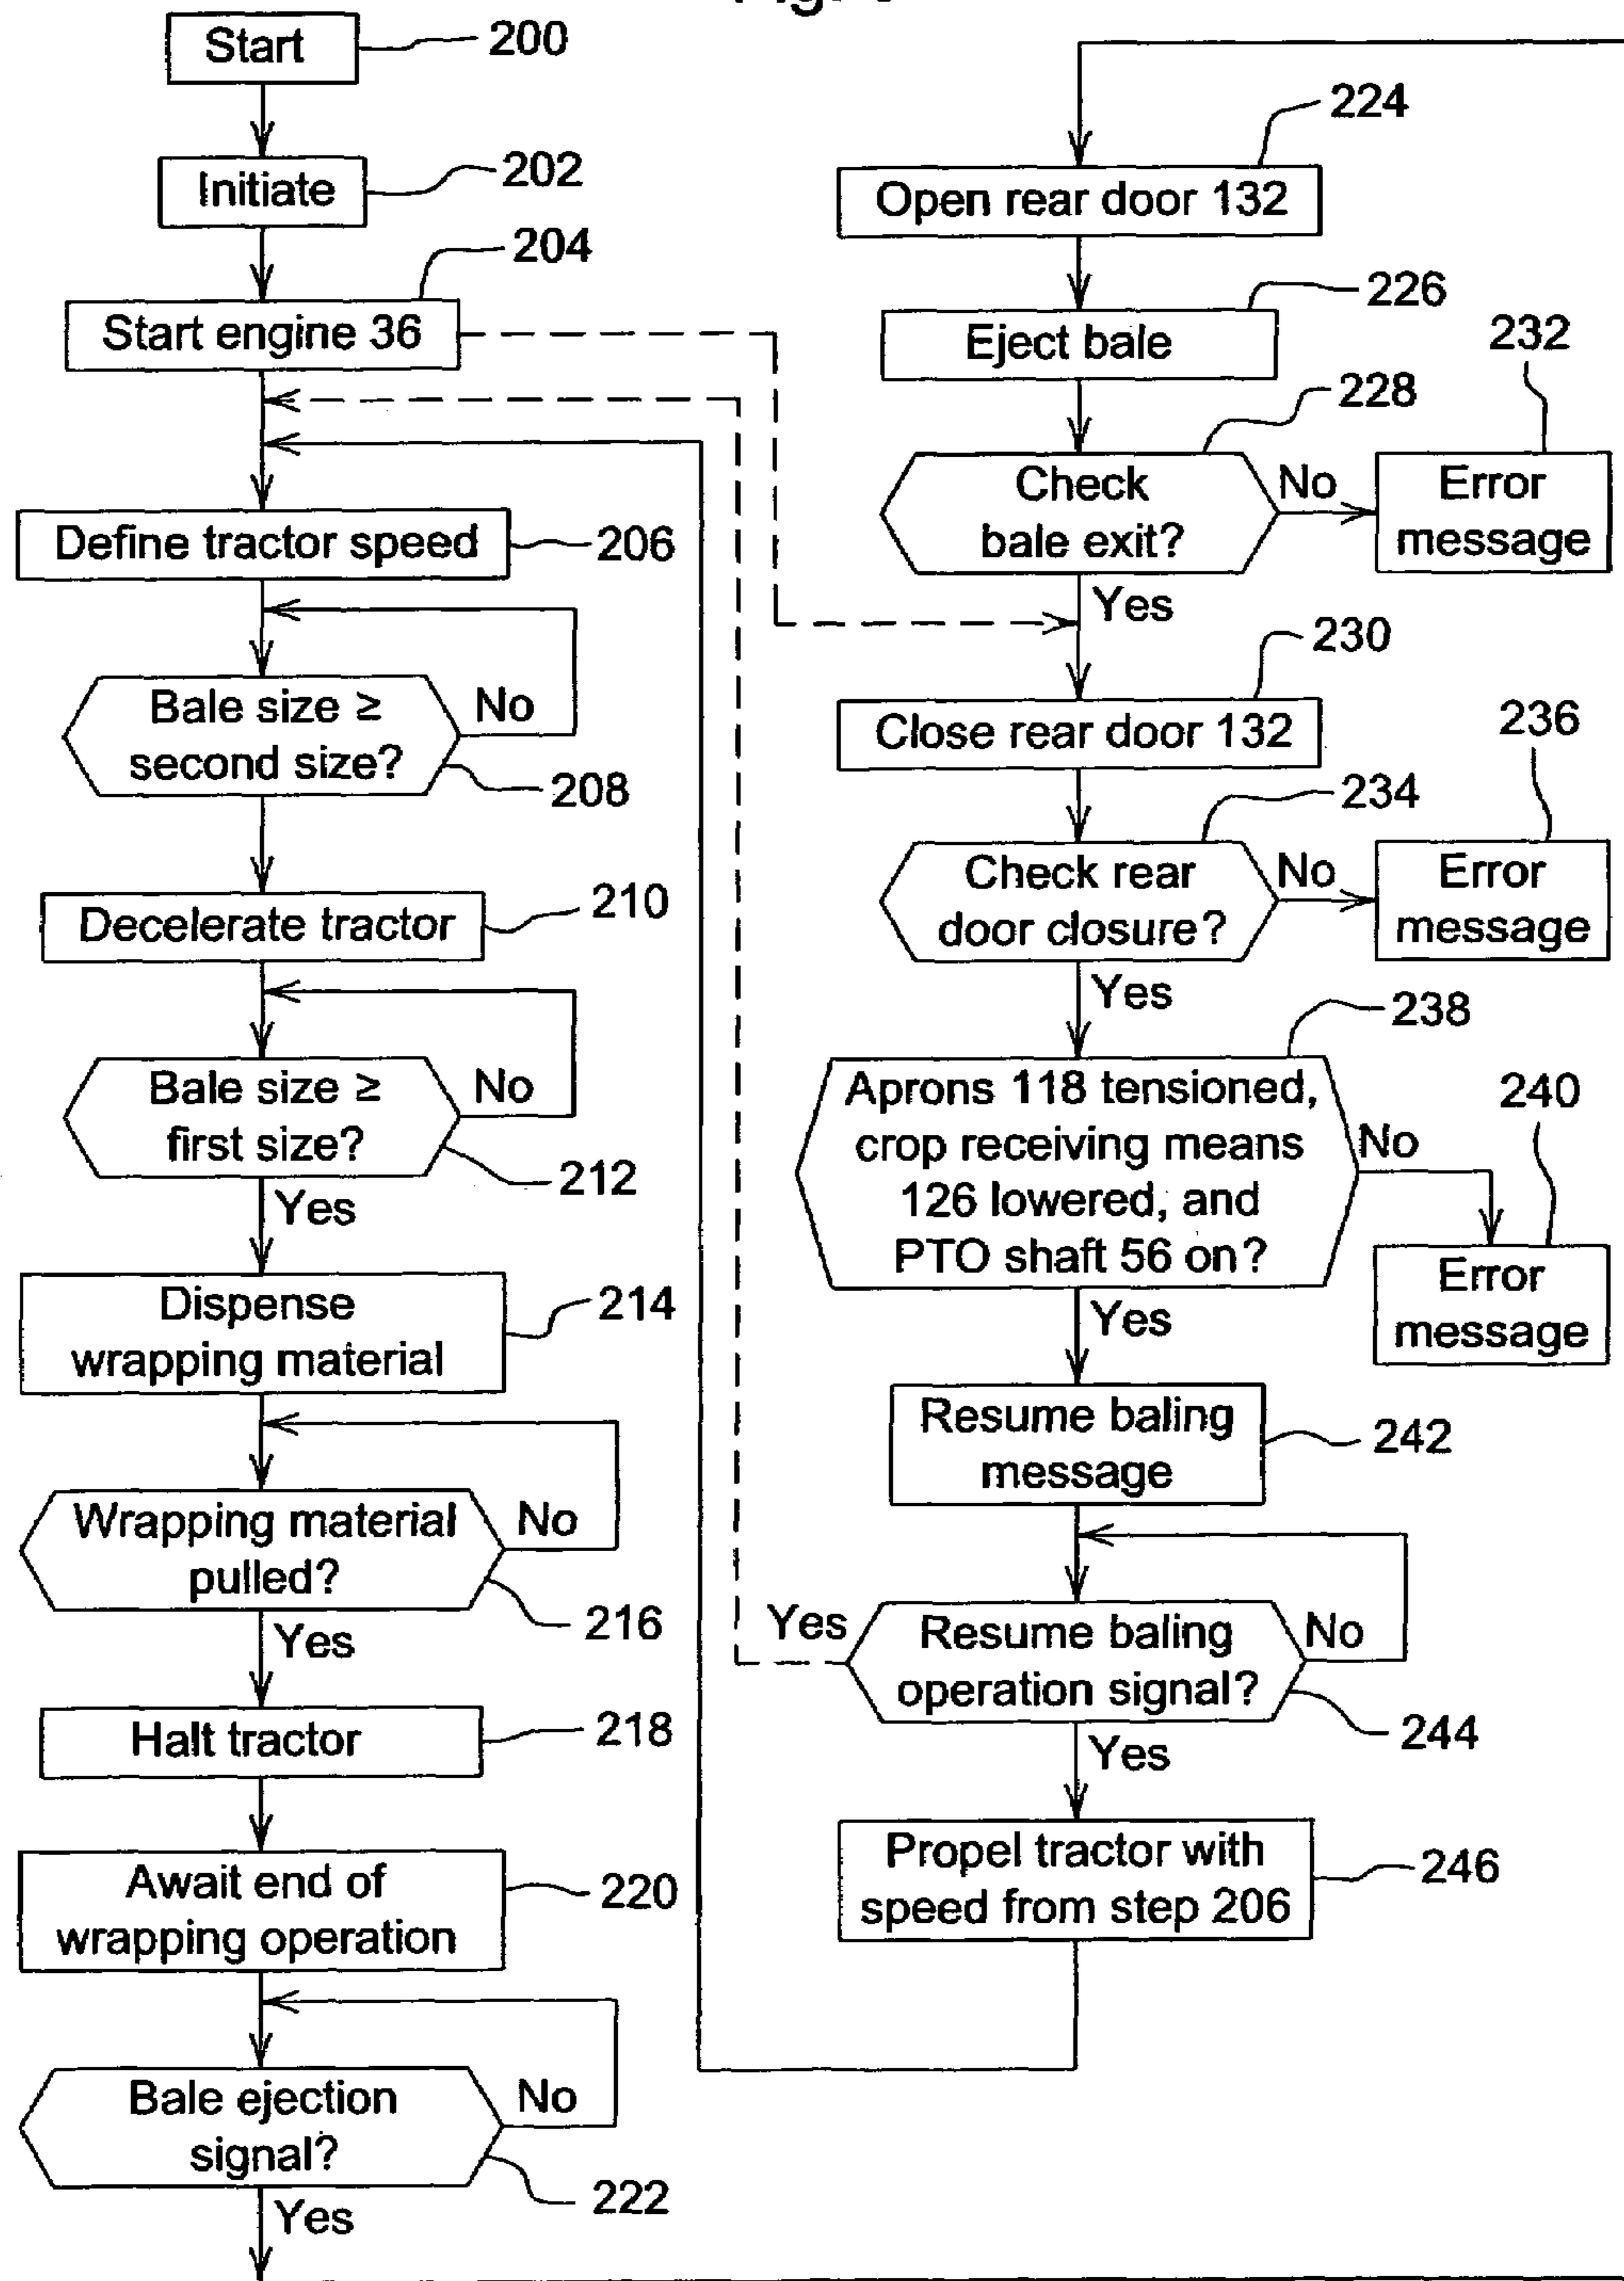 Start
200
Initiate
202
204
Start engine 36
Define tractor speed
206
Bale size ≥
second size?
No
208
Decelerate tractor
210
Bale size ≥
first size?
No
212
Yes
Dispense
wrapping material
214
Wrapping material
pulled?
No
216
Yes
Halt tractor
218
Await end of
wrapping operation
220
Bale ejection
signal?
No
222
Yes
224
Open rear door 132
226
Eject bale
228
Check
bale exit?
No
232
Error
message
Yes
230
Close rear door 132
234
Check rear
door closure?
No
236
Error
message
Yes
238
Aprons 118 tensioned,
crop receiving means
126 lowered, and
PTO shaft 56 on?
No
240
Error
message
Yes
Resume baling
message
242
Yes
Resume baling
operation signal?
No
244
Yes
Propel tractor with
speed from step 206
246